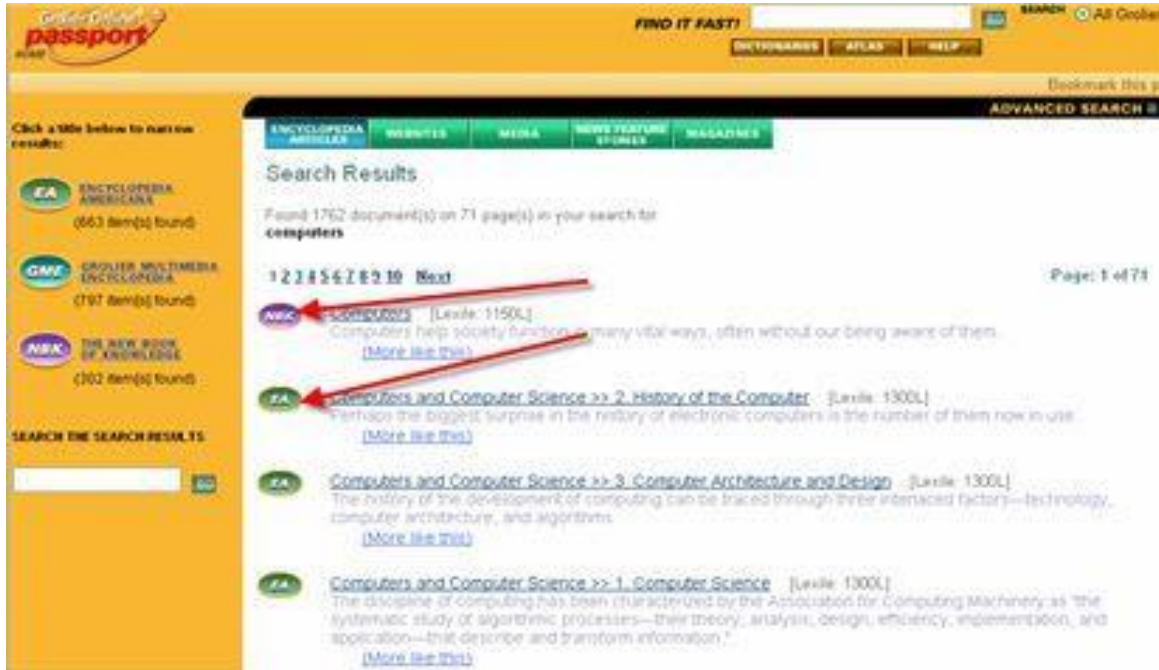 Grolier Online
passport
HOME
FIND IT FAST!
GO
SEARCH
All Grolier
DICTIONARIES ATLAS HELP
Bookmark this p
ADVANCED SEARCH
Click a title below to narrow
results:
EA ENCYCLOPEDIA
AMERICANA
(663 item(s) found)
GME GROLIER MULTIMEDIA
ENCYCLOPEDIA
(797 item(s) found)
NBK THE NEW BOOK
OF KNOWLEDGE
(302 item(s) found)
SEARCH THE SEARCH RESULTS
GO
ENCYCLOPEDIA
ARTICLES
WEBSITES
MEDIA
NEWS FEATURE
STORIES
MAGAZINES
Search Results
Found 1762 document(s) on 71 page(s) in your search for
computers
1 2 3 4 5 6 7 8 9 10 Next
Page: 1 of 71
NBK Computers [Lexile: 1150L]
Computers help society function in many vital ways, often without our being aware of them.
(More like this)
EA Computers and Computer Science >> 2. History of the Computer [Lexile: 1300L]
Perhaps the biggest surprise in the history of electronic computers is the number of them now in use.
(More like this)
EA Computers and Computer Science >> 3. Computer Architecture and Design [Lexile: 1300L]
The history of the development of computing can be traced through three interlaced factors—technology,
computer architecture, and algorithms.
(More like this)
EA Computers and Computer Science >> 1. Computer Science [Lexile: 1300L]
The discipline of computing has been characterized by the Association for Computing Machinery as "the
systematic study of algorithmic processes—their theory, analysis, design, efficiency, implementation, and
application—that describe and transform information."
(More like this)